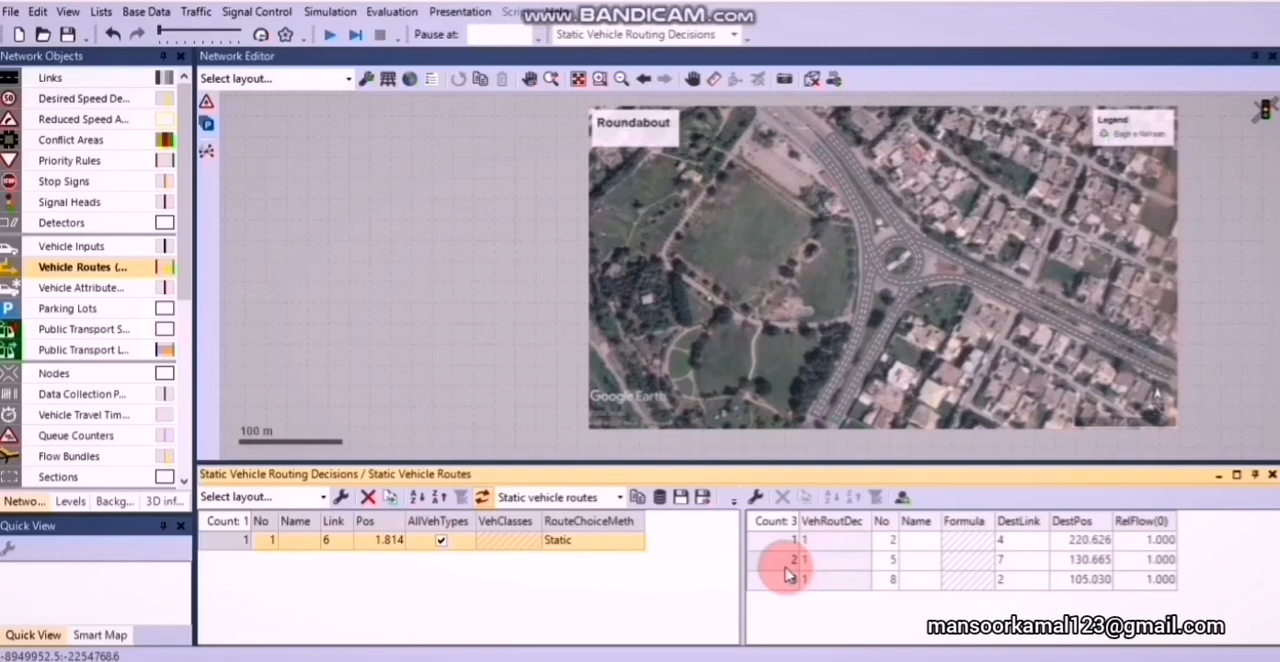 File Edit View Lists Base Data Traffic Signal Control Simulation Evaluation Presentation
www.BANDICAM.com
Pause at: Static Vehicle Routing Decisions
Network Objects
Network Editor
Select layout...
Links
Desired Speed De...
Reduced Speed A...
Conflict Areas
Priority Rules
Stop Signs
Signal Heads
Detectors
Vehicle Inputs
Vehicle Routes (...
Vehicle Attribute...
Parking Lots
Public Transport S...
Public Transport L...
Nodes
Data Collection P...
Vehicle Travel Tim...
Queue Counters
Flow Bundles
Sections
Netwo... Levels Backg... 3D inf...
Quick View
Quick View Smart Map
-8949952.5:-2254768.6
Roundabout
Legend
Bagh e Naraan
Google Earth
100 m
Static Vehicle Routing Decisions / Static Vehicle Routes
Select layout... Static vehicle routes
Count: 1 No Name Link Pos AllVehTypes VehClasses RouteChoiceMeth
1 1 6 1.814 Static
Count: 3 VehRoutDec No Name Formula DestLink DestPos RelFlow(0)
1 1 2 4 220.626 1.000
2 1 5 7 130.665 1.000
3 1 8 2 105.030 1.000
mansoorkamal123@gmail.com